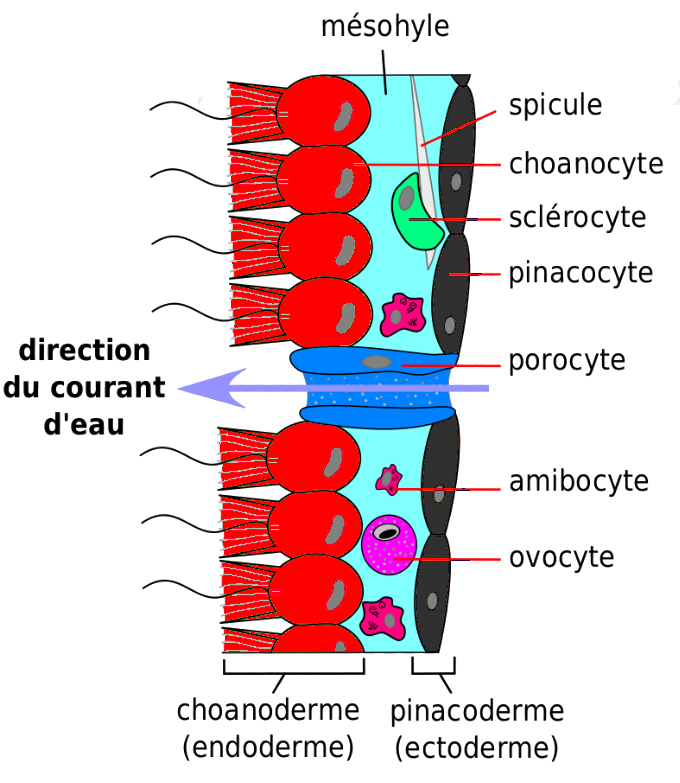 mésohyle
spicule
choanocyte
sclérocyte
pinacocyte
direction
du courant
d'eau
porocyte
amibocyte
ovocyte
choanoderme
(endoderme)
pinacoderme
(ectoderme)